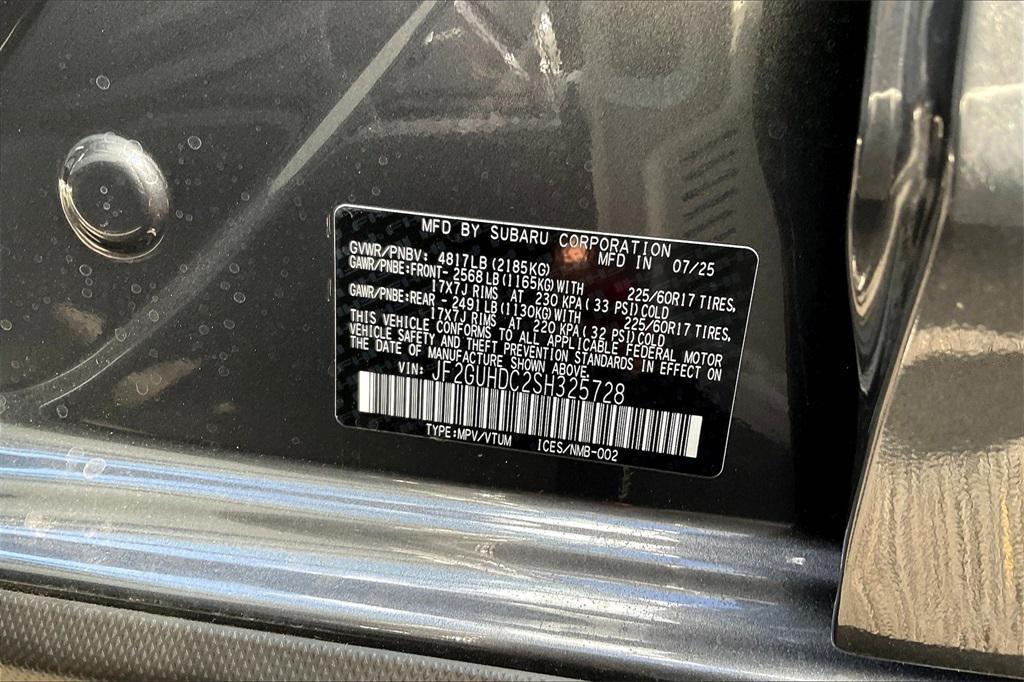 MFD BY SUBARU CORPORATION
GVWR/PNBV: 4817LB(2185KG) MFD IN 07/25
GAWR/PNBE:FRONT-2568LB(1165KG)WITH 225/60R17 TIRES,
17X7J RIMS AT 230 KPA(33 PSI)COLD
GAWR/PNBE:REAR-2491LB(1130KG)WITH 225/60R17 TIRES,
17X7J RIMS AT 220 KPA(32 PSI)COLD
THIS VEHICLE CONFORMS TO ALL APPLICABLE FEDERAL MOTOR
VEHICLE SAFETY AND THEFT PREVENTION STANDARDS IN EFFECT ON
THE DATE OF MANUFACTURE SHOWN ABOVE.
VIN: JF2GUHDC2SH325728
TYPE:MPV/VTUM ICES/NMB-002